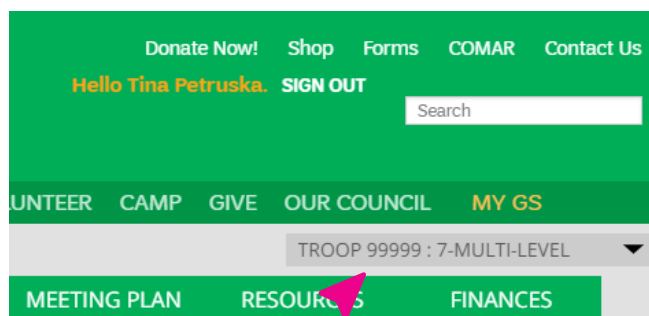 Donate Now! Shop Forms COMAR Contact Us
Hello Tina Petruska. SIGN OUT
Search
UNTEER CAMP GIVE OUR COUNCIL MY GS
TROOP 99999 : 7-MULTI-LEVEL
MEETING PLAN RESOURCES FINANCES